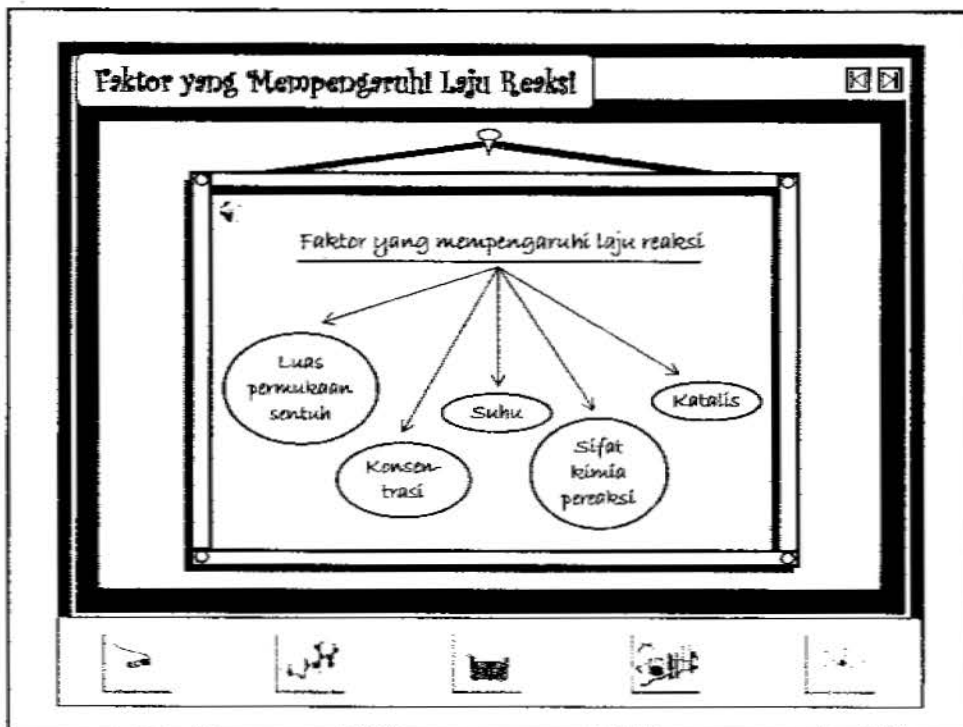 Faktor yang Mempengaruhi Laju Reaksi
Faktor yang mempengaruhi laju reaksi
Luas
permukaan
sentuh
Konsen-
trasi
Suhu
Sifat
kimia
pereaksi
Katalis